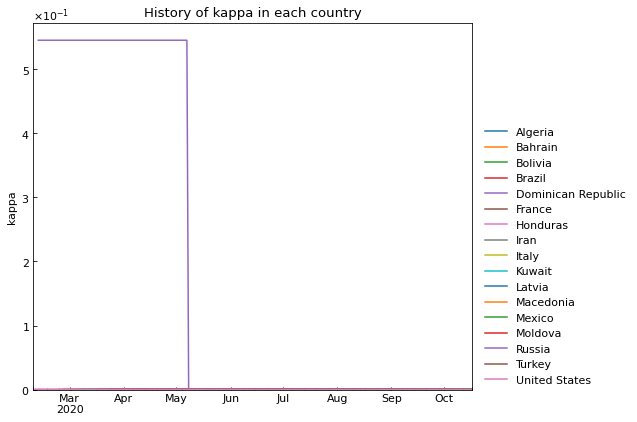 History of kappa in each country
×10⁻¹
5
4
3
2
1
0
kappa
Mar
2020
Apr
May
Jun
Jul
Aug
Sep
Oct
Algeria
Bahrain
Bolivia
Brazil
Dominican Republic
France
Honduras
Iran
Italy
Kuwait
Latvia
Macedonia
Mexico
Moldova
Russia
Turkey
United States